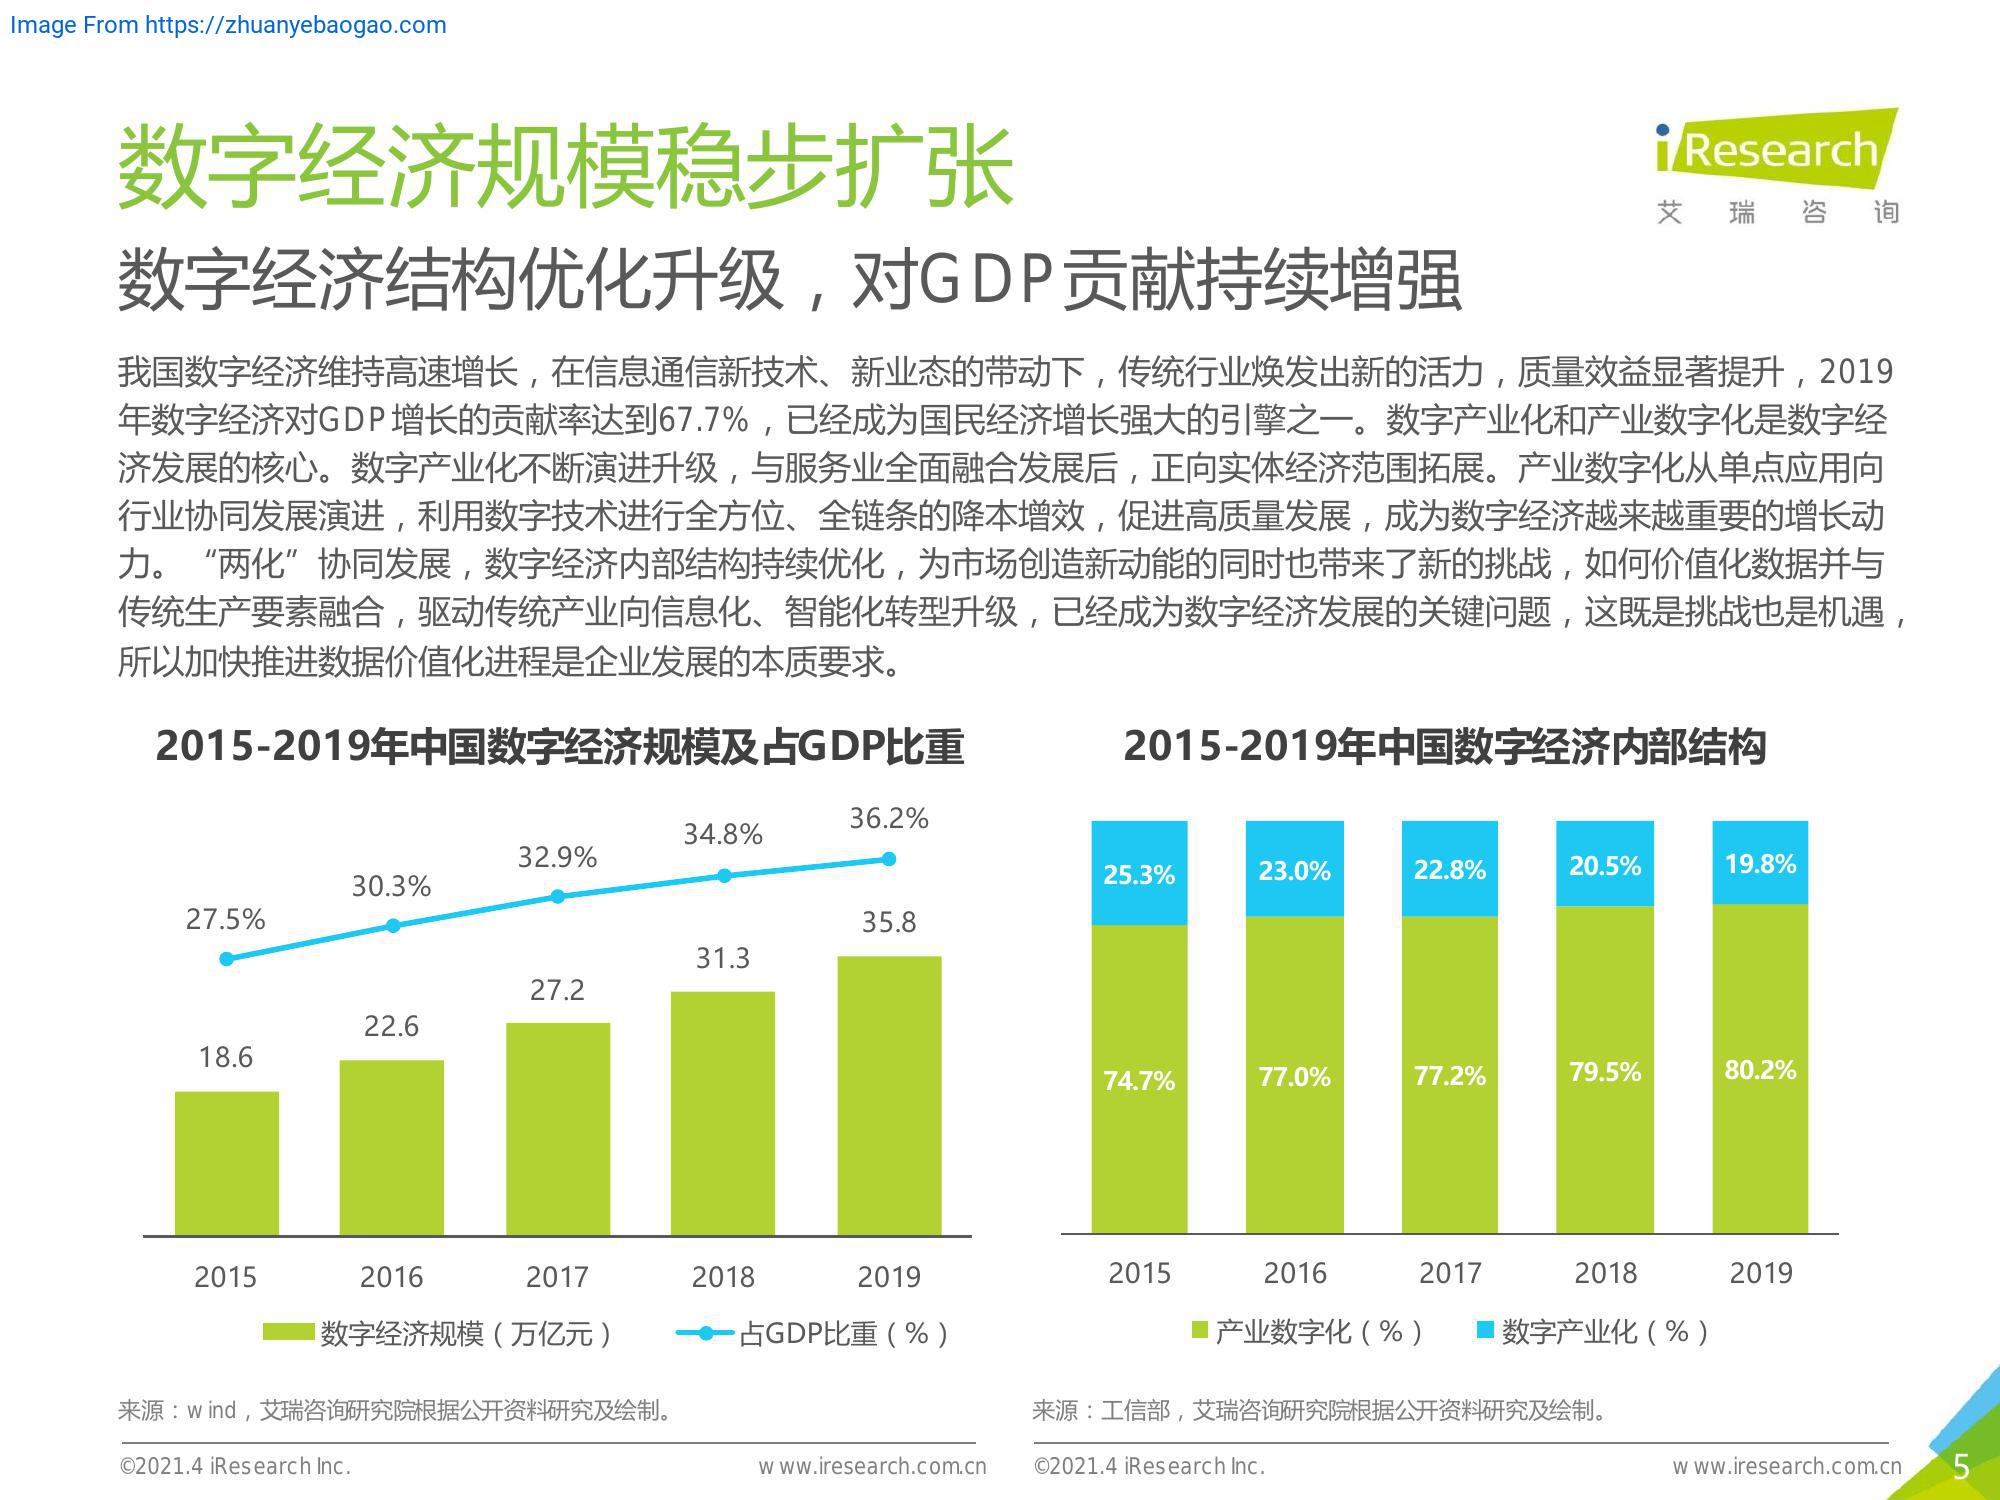 Image From https://zhuanyebaogao.com
iResearch
艾瑞咨询
数字经济规模稳步扩张
数字经济结构优化升级，对GDP贡献持续增强
我国数字经济维持高速增长，在信息通信新技术、新业态的带动下，传统行业焕发出新的活力，质量效益显著提升，2019
年数字经济对GDP增长的贡献率达到67.7%，已经成为国民经济增长强大的引擎之一。数字产业化和产业数字化是数字经
济发展的核心。数字产业化不断演进升级，与服务业全面融合发展后，正向实体经济范围拓展。产业数字化从单点应用向
行业协同发展演进，利用数字技术进行全方位、全链条的降本增效，促进高质量发展，成为数字经济越来越重要的增长动
力。“两化”协同发展，数字经济内部结构持续优化，为市场创造新动能的同时也带来了新的挑战，如何价值化数据并与
传统生产要素融合，驱动传统产业向信息化、智能化转型升级，已经成为数字经济发展的关键问题，这既是挑战也是机遇，
所以加快推进数据价值化进程是企业发展的本质要求。
2015-2019年中国数字经济规模及占GDP比重
27.5% 30.3% 32.9% 34.8% 36.2%
18.6 22.6 27.2 31.3 35.8
2015 2016 2017 2018 2019
数字经济规模（万亿元） 占GDP比重（%）
来源：wind，艾瑞咨询研究院根据公开资料研究及绘制。
©2021.4 iResearch Inc. www.iresearch.com.cn
2015-2019年中国数字经济内部结构
25.3% 23.0% 22.8% 20.5% 19.8%
74.7% 77.0% 77.2% 79.5% 80.2%
2015 2016 2017 2018 2019
产业数字化（%） 数字产业化（%）
来源：工信部，艾瑞咨询研究院根据公开资料研究及绘制。
©2021.4 iResearch Inc. www.iresearch.com.cn
5